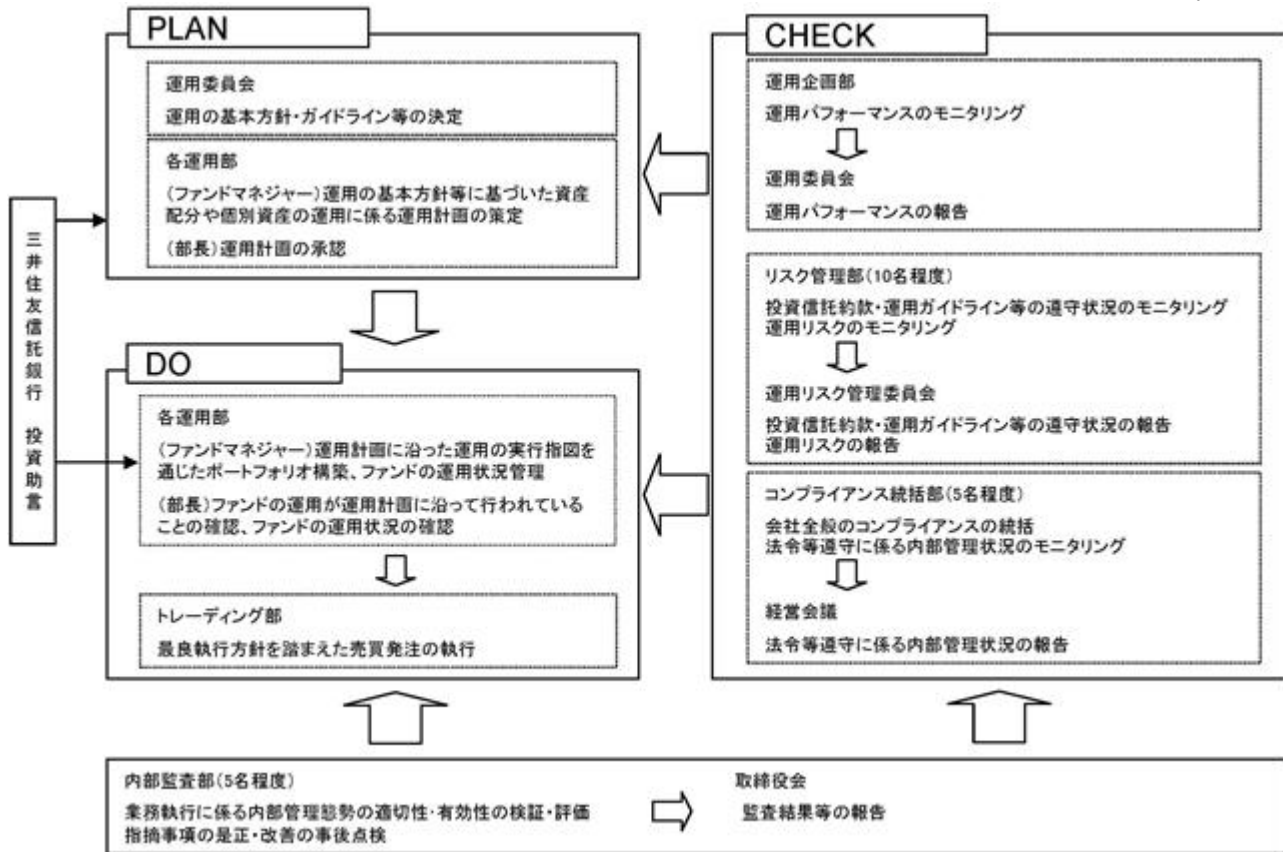 PLAN
運用委員会
運用の基本方針・ガイドライン等の決定
各運用部
(ファンドマネジャー)運用の基本方針等に基づいた資産
配分や個別資産の運用に係る運用計画の策定
(部長)運用計画の承認
三井住友信託銀行 投資助言
DO
各運用部
(ファンドマネジャー)運用計画に沿った運用の実行指図を
通じたポートフォリオ構築、ファンドの運用状況管理
(部長)ファンドの運用が運用計画に沿って行われている
ことの確認、ファンドの運用状況の確認
トレーディング部
最良執行方針を踏まえた売買発注の執行
CHECK
運用企画部
運用パフォーマンスのモニタリング
運用委員会
運用パフォーマンスの報告
リスク管理部(10名程度)
投資信託約款・運用ガイドライン等の遵守状況のモニタリング
運用リスクのモニタリング
運用リスク管理委員会
投資信託約款・運用ガイドライン等の遵守状況の報告
運用リスクの報告
コンプライアンス統括部(5名程度)
会社全般のコンプライアンスの統括
法令等遵守に係る内部管理状況のモニタリング
経営会議
法令等遵守に係る内部管理状況の報告
内部監査部(5名程度)
業務執行に係る内部管理態勢の適切性・有効性の検証・評価
指摘事項の是正・改善の事後点検
取締役会
監査結果等の報告